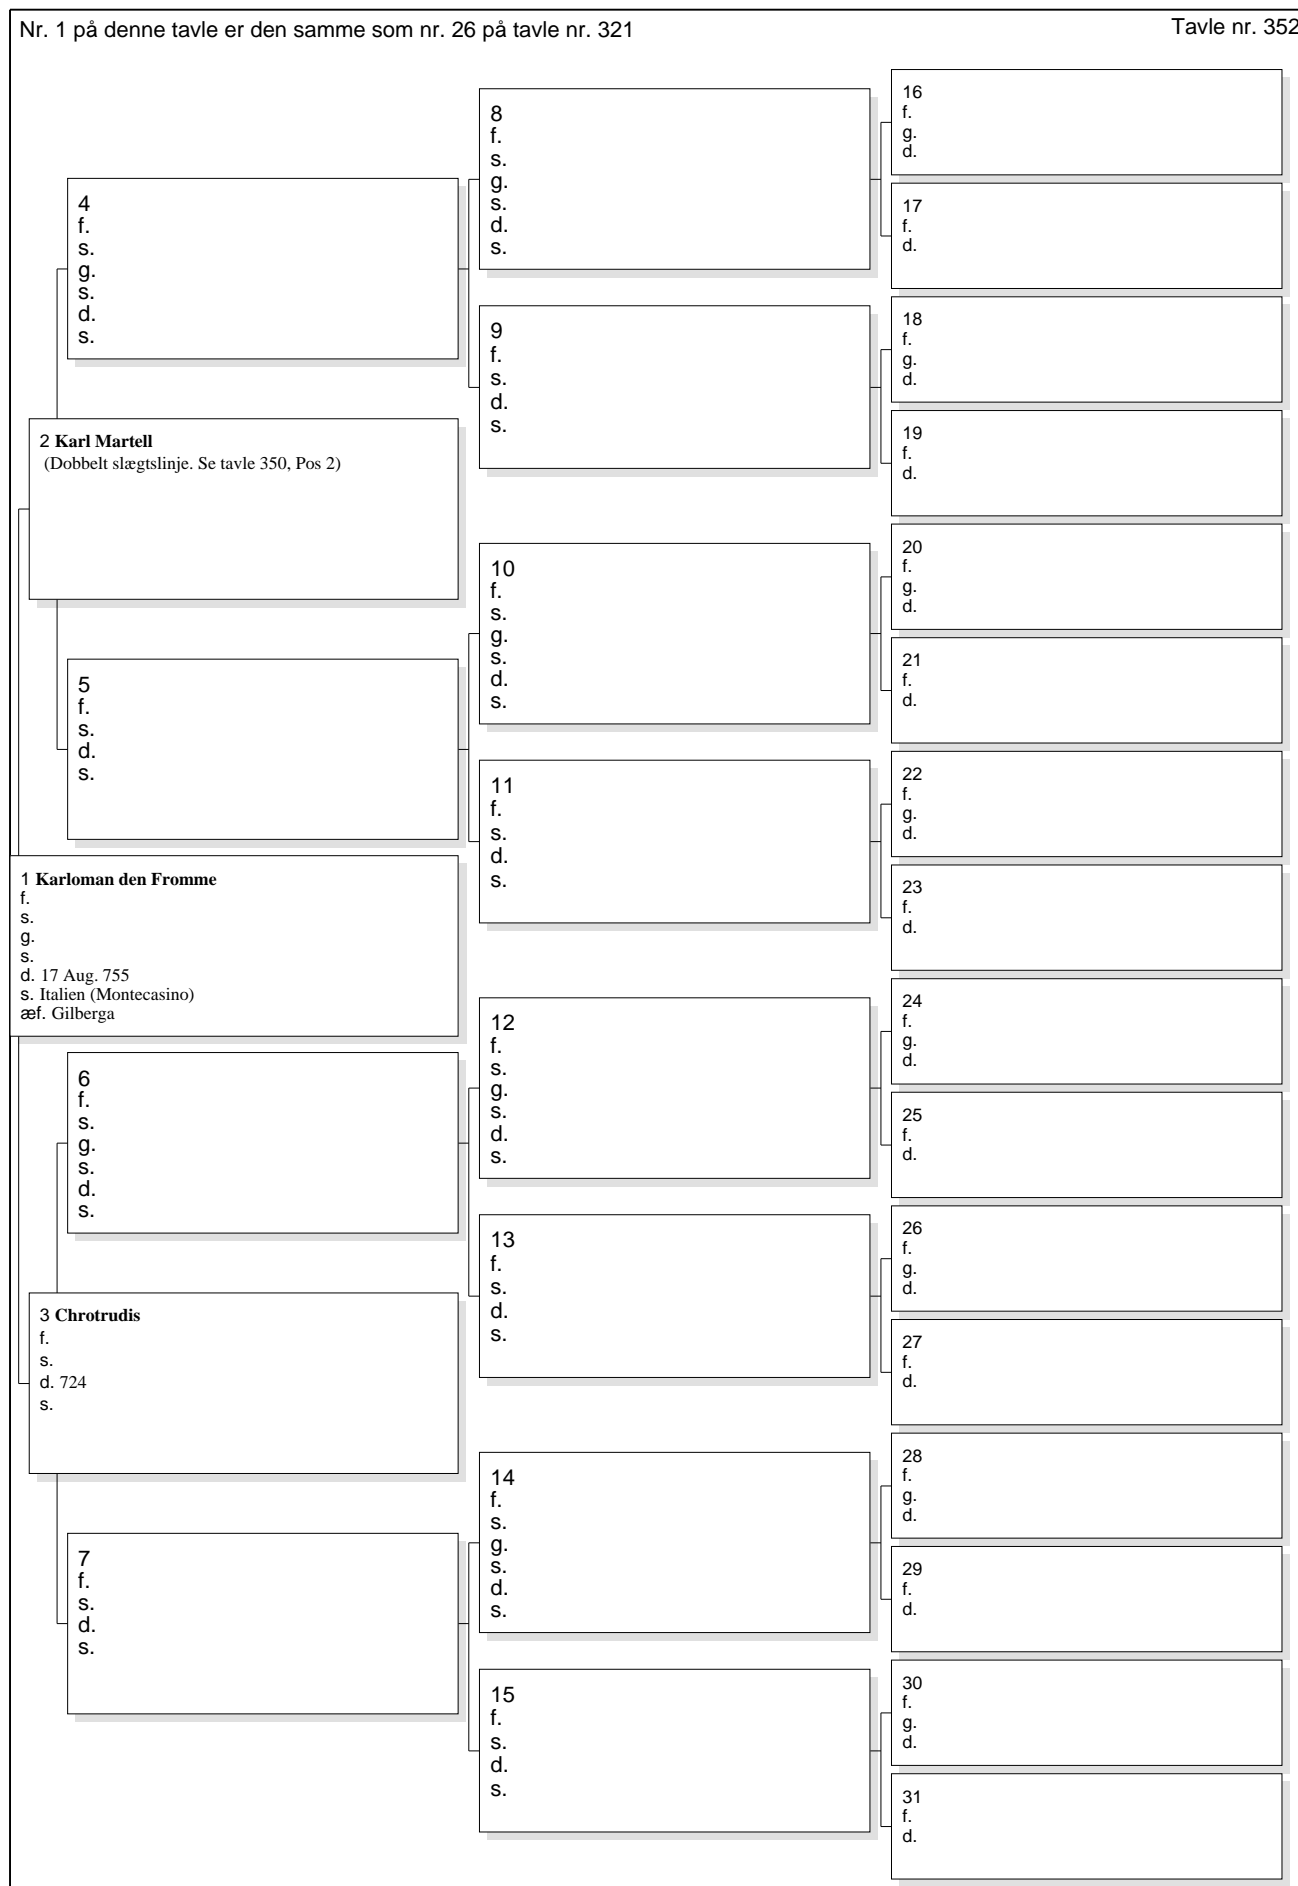 Nr. 1 på denne tavle er den samme som nr. 26 på tavle nr. 321
Tavle nr. 352
1 Karloman den Fromme
f.
s.
g.
s.
d. 17 Aug. 755
s. Italien (Montecasino)
æf. Gilberga
2 Karl Martell
(Dobbelt slægtslinje. Se tavle 350, Pos 2)
3 Chrotrudis
f.
s.
d. 724
s.
4
f.
s.
g.
s.
d.
s.
5
f.
s.
d.
s.
6
f.
s.
g.
s.
d.
s.
7
f.
s.
d.
s.
8
f.
s.
g.
s.
d.
s.
9
f.
s.
d.
s.
10
f.
s.
g.
s.
d.
s.
11
f.
s.
d.
s.
12
f.
s.
g.
s.
d.
s.
13
f.
s.
d.
s.
14
f.
s.
g.
s.
d.
s.
15
f.
s.
d.
s.
16
f.
g.
d.
17
f.
d.
18
f.
g.
d.
19
f.
d.
20
f.
g.
d.
21
f.
d.
22
f.
g.
d.
23
f.
d.
24
f.
g.
d.
25
f.
d.
26
f.
g.
d.
27
f.
d.
28
f.
g.
d.
29
f.
d.
30
f.
g.
d.
31
f.
d.